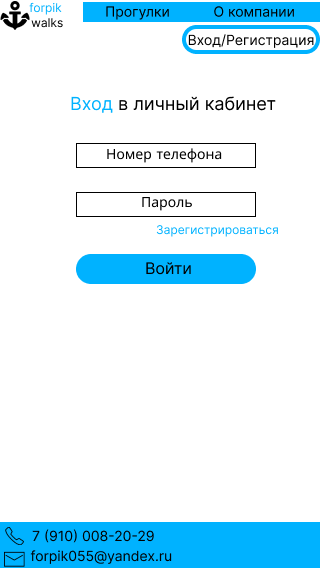 forpik
walks
Прогулки
О компании
Вход/Регистрация
Вход в личный кабинет
Номер телефона
Пароль
Зарегистрироваться
Войти
7 (910) 008-20-29
forpik055@yandex.ru